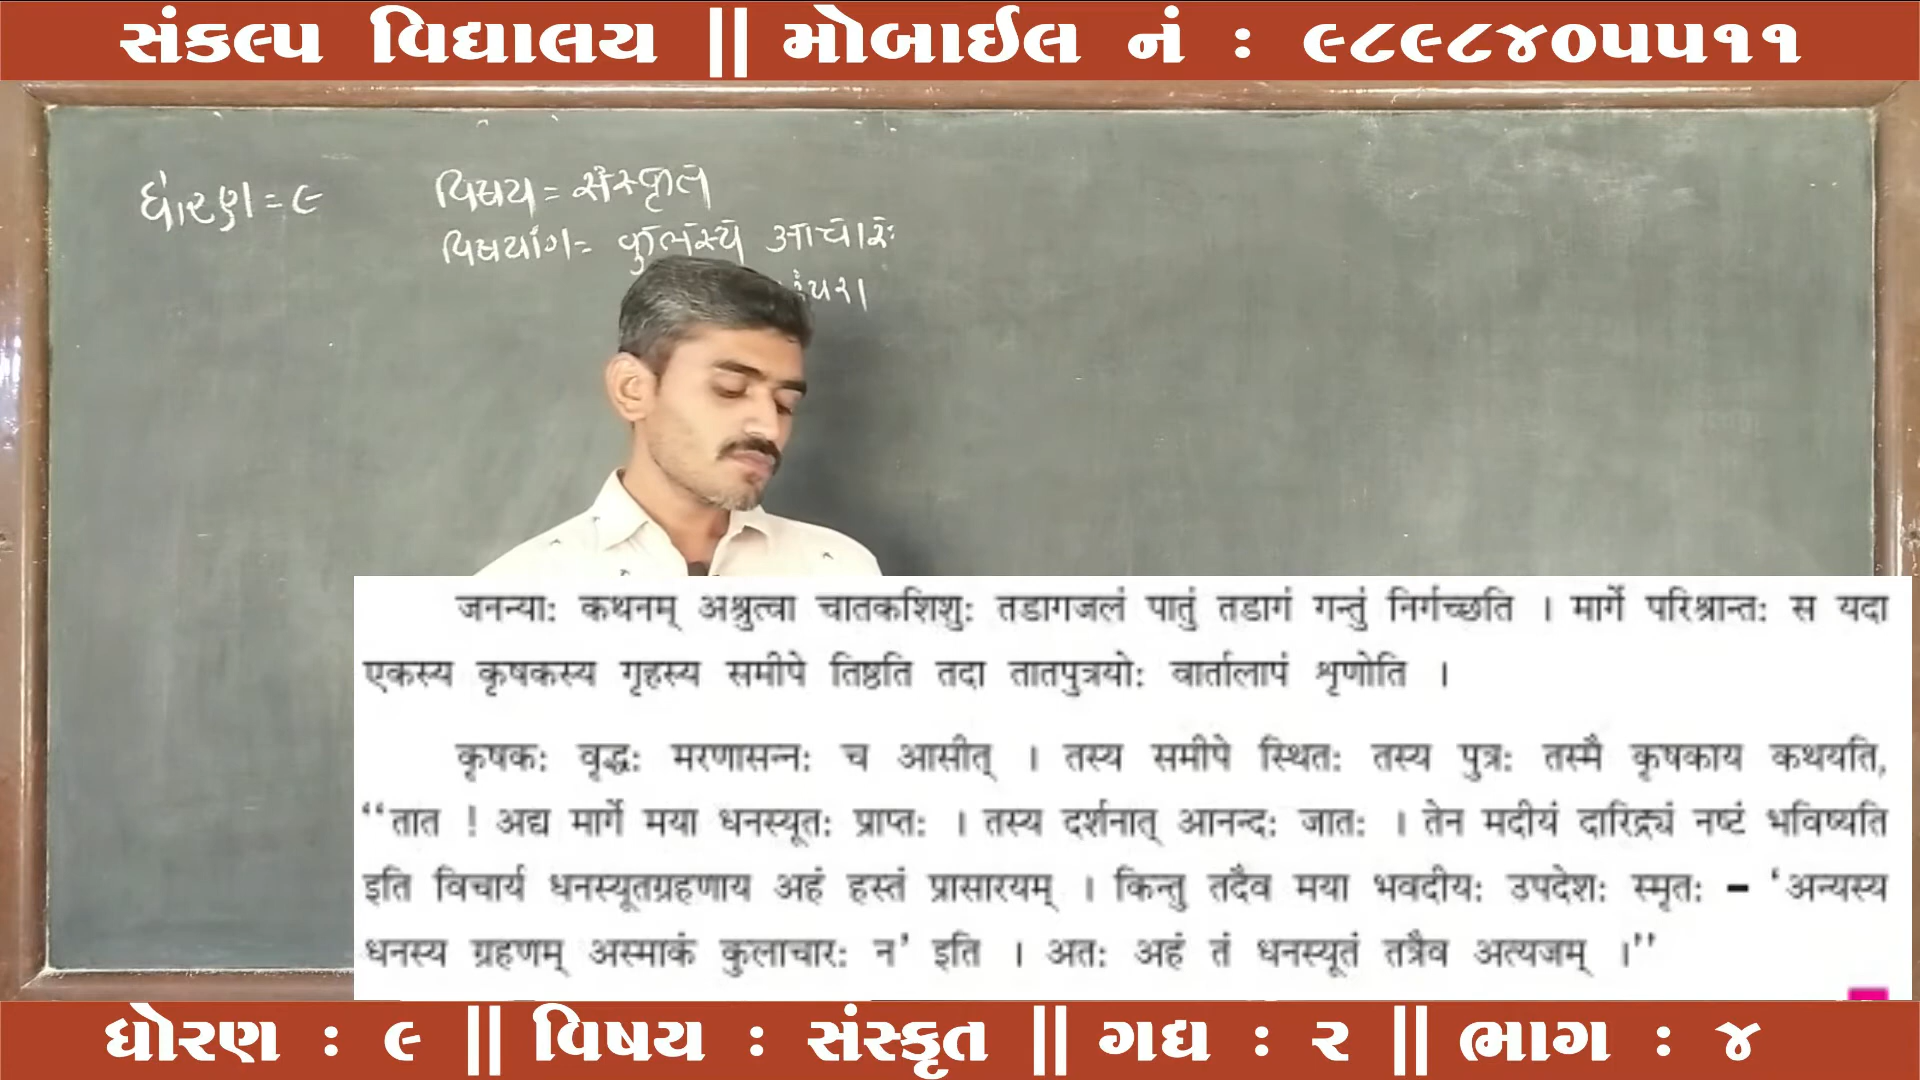 સંકલ્પ વિદ્યાલય || મોબાઈલ નં : ૯૮૯૮૪૦૫૫૧૧
ધોરણ = ૯
વિષય = સંસ્કૃત
વિષયાંગ = કુલસ્ય આચારઃ
जनन्याः कथनम् अश्रुत्वा चातकशिशुः तडागजलं पातुं तडागं गन्तुं निर्गच्छति । मार्गे परिश्रान्तः स यदा
एकस्य कृषकस्य गृहस्य समीपे तिष्ठति तदा तातपुत्रयोः वार्तालापं शृणोति ।
कृषकः वृद्धः मरणासन्नः च आसीत् । तस्य समीपे स्थितः तस्य पुत्रः तस्मै कृषकाय कथयति,
“तात ! अद्य मार्गे मया धनस्यूतः प्राप्तः । तस्य दर्शनात् आनन्दः जातः । तेन मदीयं दारिद्र्यं नष्टं भविष्यति
इति विचार्य धनस्यूतग्रहणाय अहं हस्तं प्रासारयम् । किन्तु तदैव मया भवदीयः उपदेशः स्मृतः – ‘अन्यस्य
धनस्य ग्रहणम् अस्माकं कुलाचारः न’ इति । अतः अहं तं धनस्यूतं तत्रैव अत्यजम् ।”
ધોરણ : ૯ || વિષય : સંસ્કૃત || ગદ્ય : ૨ || ભાગ : ૪